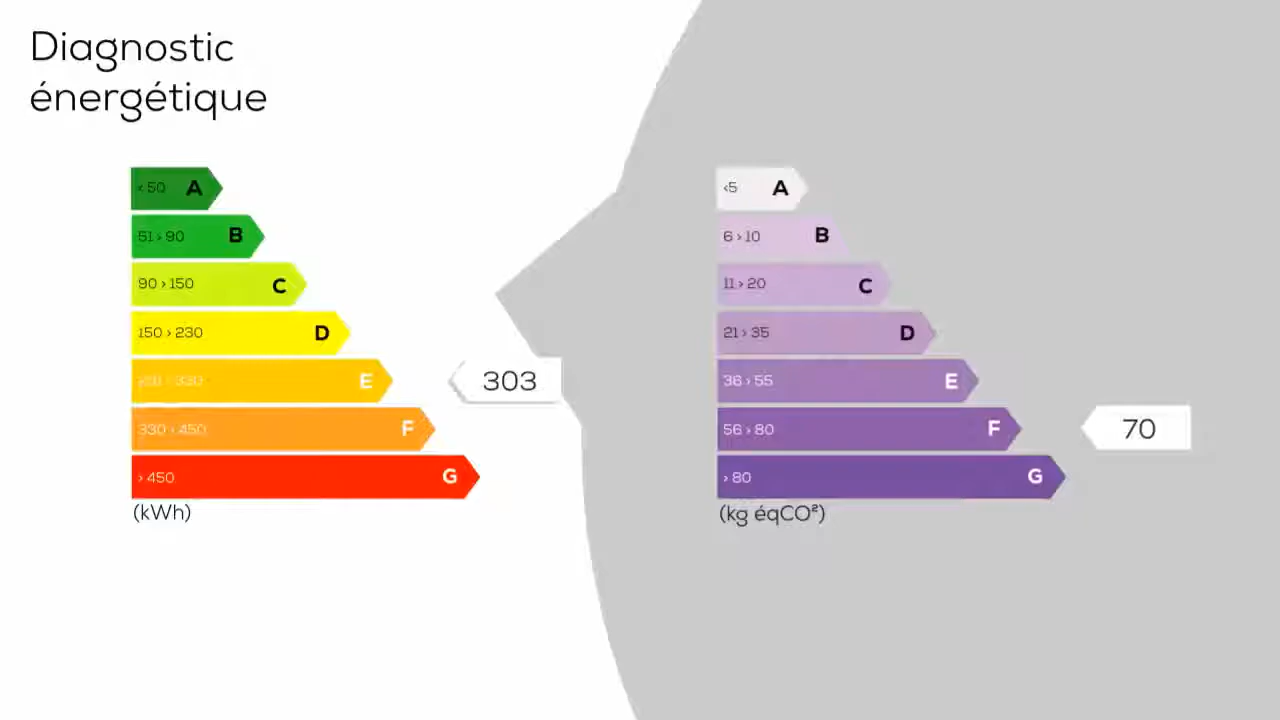 Diagnostic
énergétique
< 50 A
51 > 90 B
90 > 150 C
150 > 230 D
E
303
330 > 450 F
> 450 G
(kWh)
<5 A
6 > 10 B
11 > 20 C
21 > 35 D
36 > 55 E
56 > 80 F
70
> 80 G
(kg éqCO²)